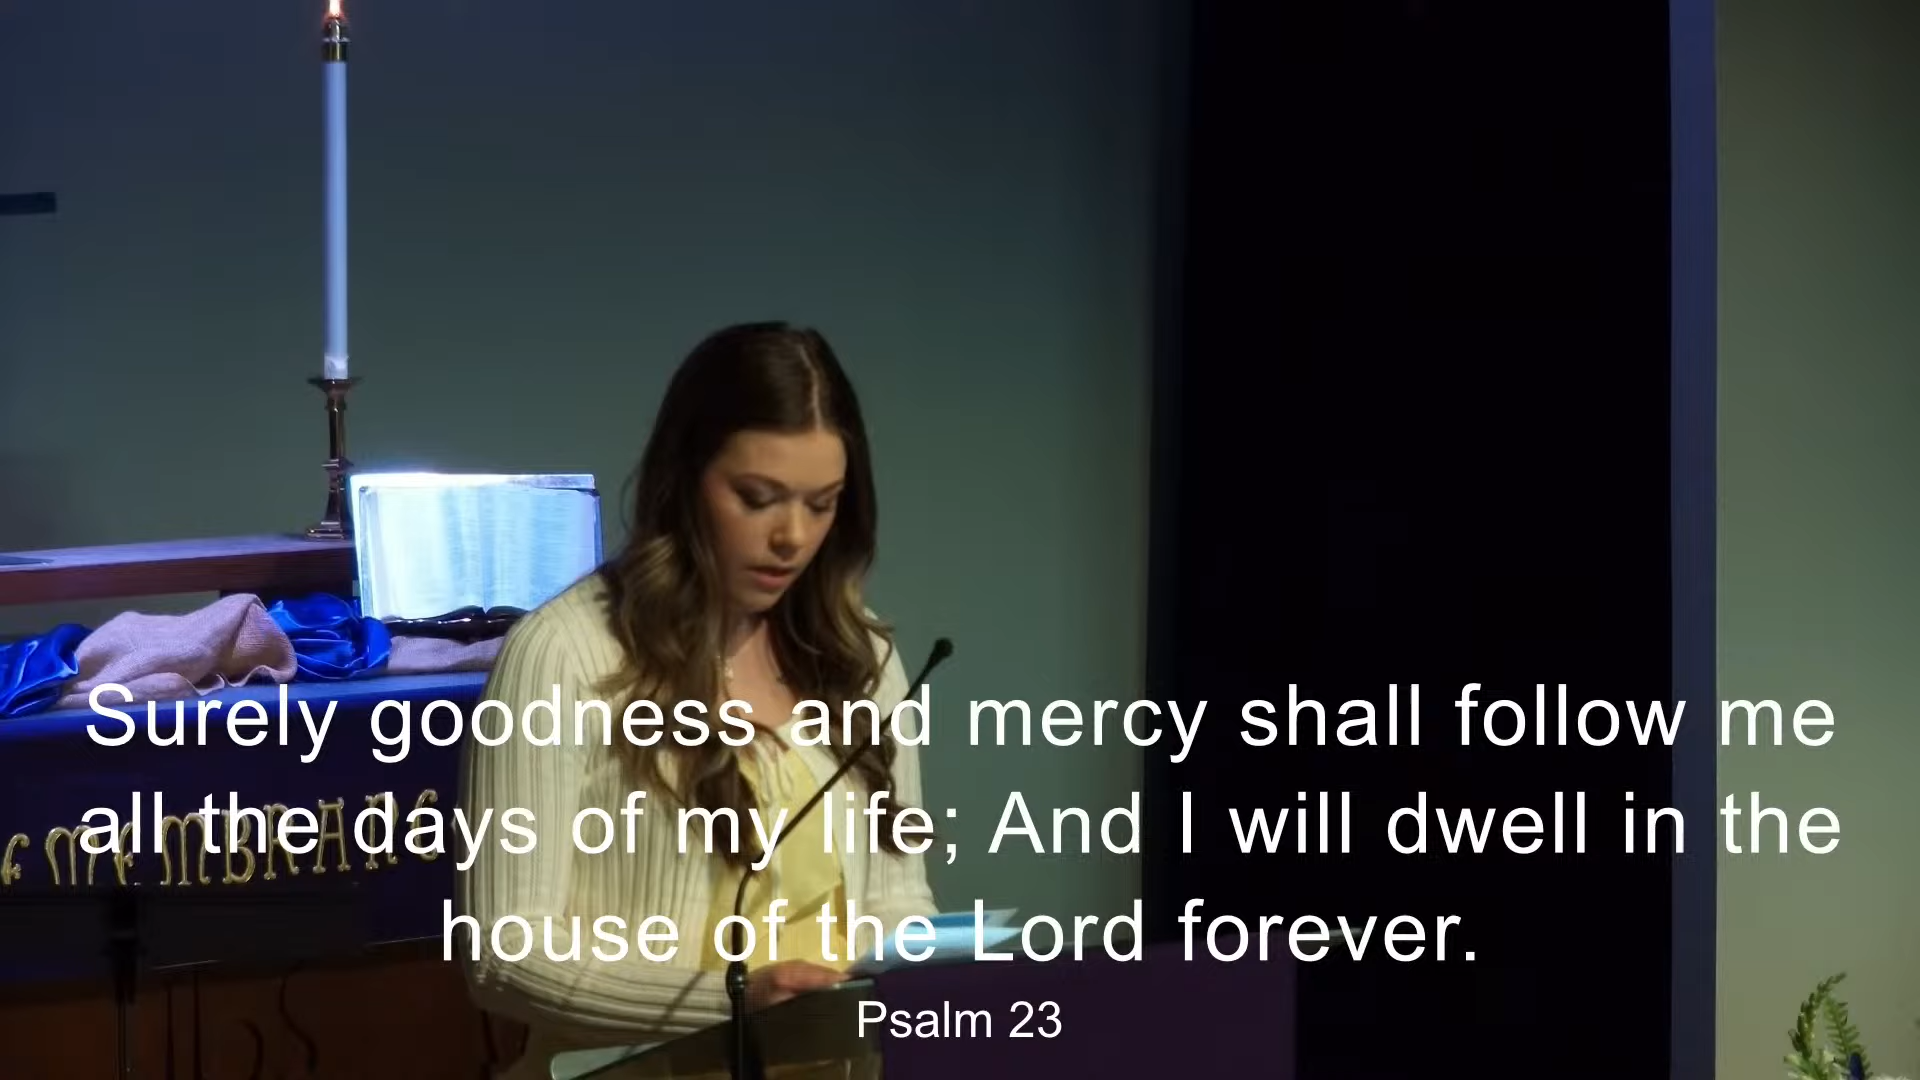 Surely goodness and mercy shall follow me
all the days of my life; And I will dwell in the
house of the Lord forever.
Psalm 23